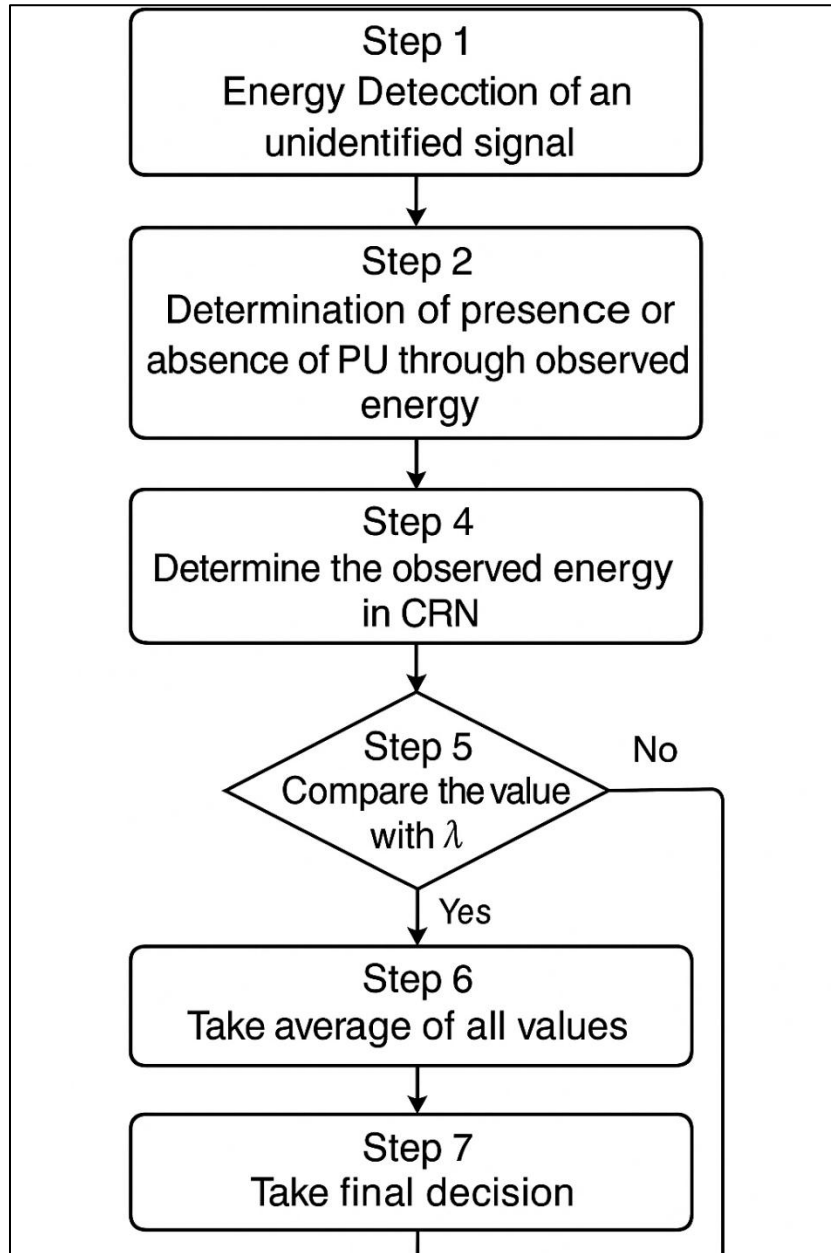 Step 1
Energy Detecction of an
unidentified signal
Step 2
Determination of presence or
absence of PU through observed
energy
Step 4
Determine the observed energy
in CRN
Step 5
Compare the value
with λ
No
Yes
Step 6
Take average of all values
Step 7
Take final decision